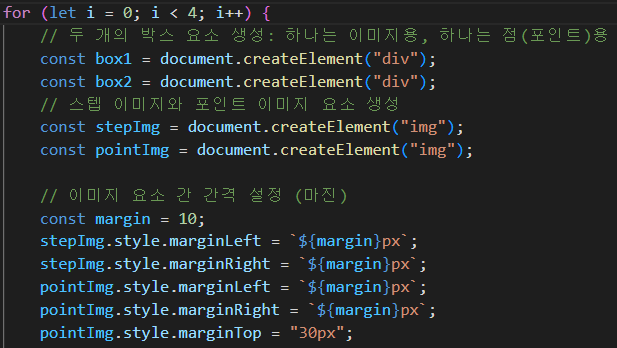 for (let i = 0; i < 4; i++) {
// 두 개의 박스 요소 생성: 하나는 이미지용, 하나는 점(포인트)용
const box1 = document.createElement("div");
const box2 = document.createElement("div");
// 스텝 이미지와 포인트 이미지 요소 생성
const stepImg = document.createElement("img");
const pointImg = document.createElement("img");
// 이미지 요소 간 간격 설정 (마진)
const margin = 10;
stepImg.style.marginLeft = `${margin}px`;
stepImg.style.marginRight = `${margin}px`;
pointImg.style.marginLeft = `${margin}px`;
pointImg.style.marginRight = `${margin}px`;
pointImg.style.marginTop = "30px";